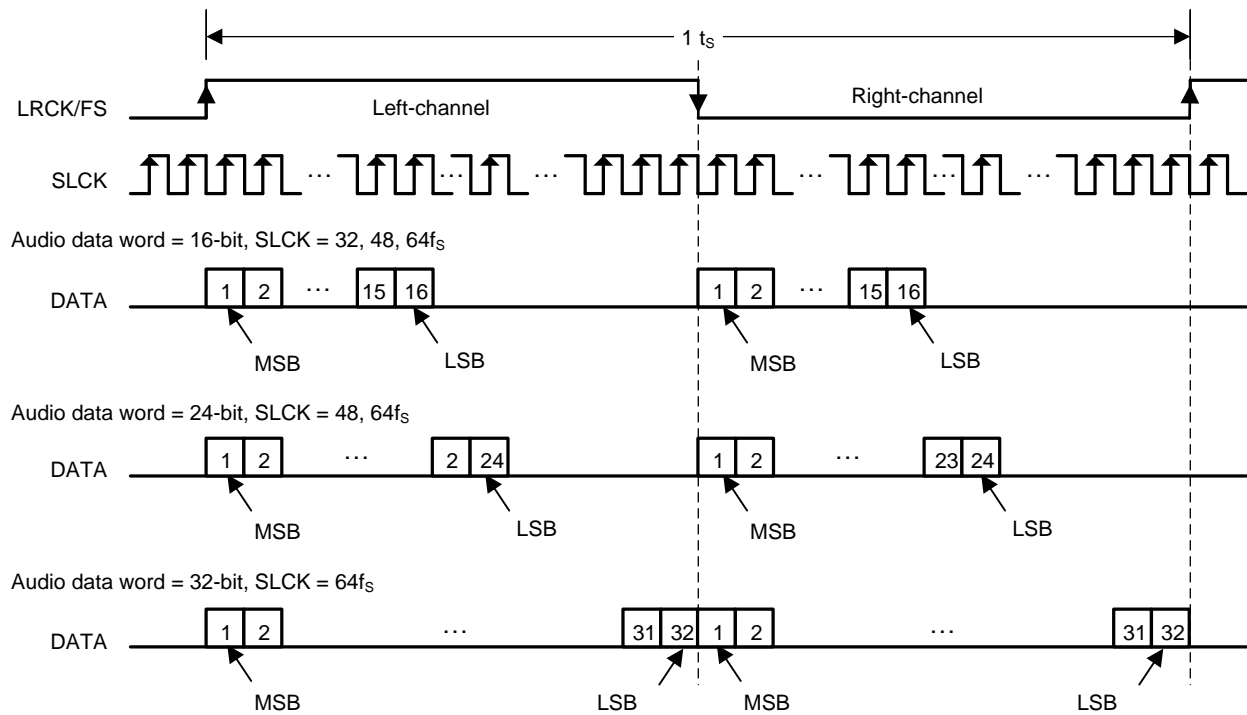 1 tS
LRCK/FS Left-channel Right-channel
SLCK ... ... ... ... ... ...
Audio data word = 16-bit, SLCK = 32, 48, 64fS
DATA 1 2 ... 15 16 1 2 ... 15 16
MSB LSB MSB LSB
Audio data word = 24-bit, SLCK = 48, 64fS
DATA 1 2 ... 2 24 1 2 ... 23 24
MSB LSB MSB LSB
Audio data word = 32-bit, SLCK = 64fS
DATA 1 2 ... 31 32 1 2 ... 31 32
MSB LSB MSB LSB